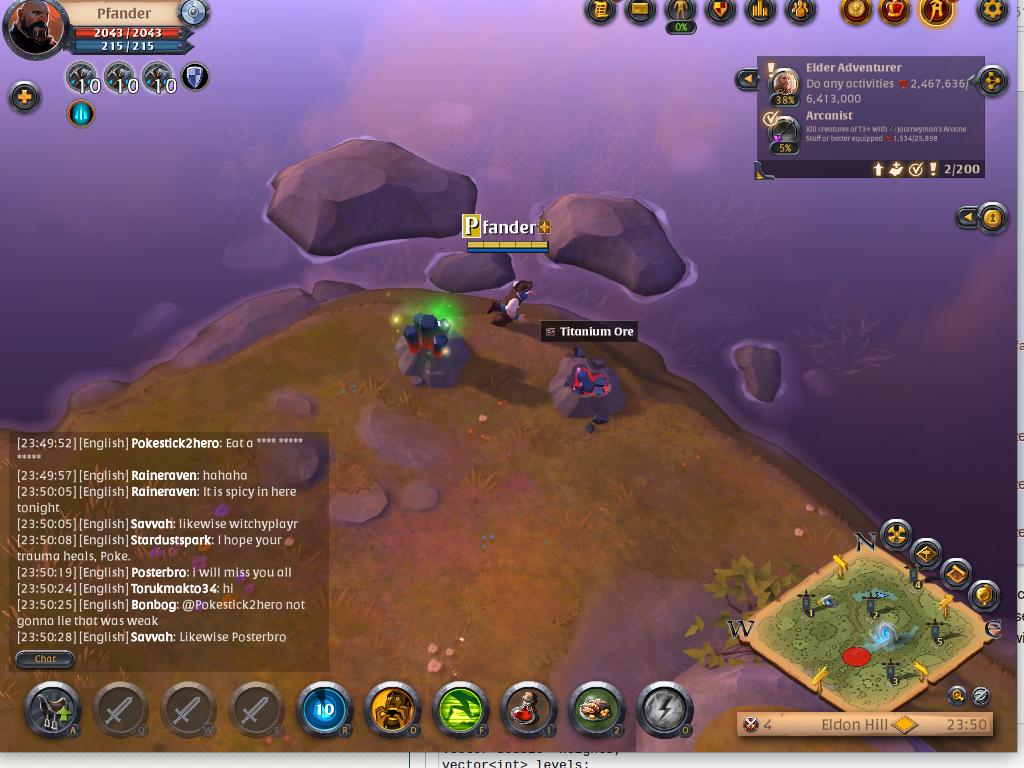 Pfander
2043 / 2043
215 / 215
10 10 10
0%
Elder Adventurer
Do any activities 2,467,636/
6,413,000
38%
Arcanist
Kill creatures of T3+ with Journeyman's Arcane
Staff or better equipped 1,534/25,898
5%
2/200
Pfander
Titanium Ore
[23:49:52] [English] Pokestick2hero: Eat a **** *****
*****
[23:49:57] [English] Raineraven: hahaha
[23:50:05] [English] Raineraven: It is spicy in here
tonight
[23:50:05] [English] Savvah: likewise witchyplayr
[23:50:08] [English] Stardustspark: I hope your
trauma heals, Poke.
[23:50:19] [English] Posterbro: i will miss you all
[23:50:24] [English] Torukmakto34: hi
[23:50:25] [English] Bonbog: @Pokestick2hero not
gonna lie that was weak
[23:50:28] [English] Savvah: Likewise Posterbro
Chat
N
W
E
1
2
3
4
5
10
A
Q
W
E
R
D
F
1
2
O
4 Eldon Hill 23:50
vector<int> levels;